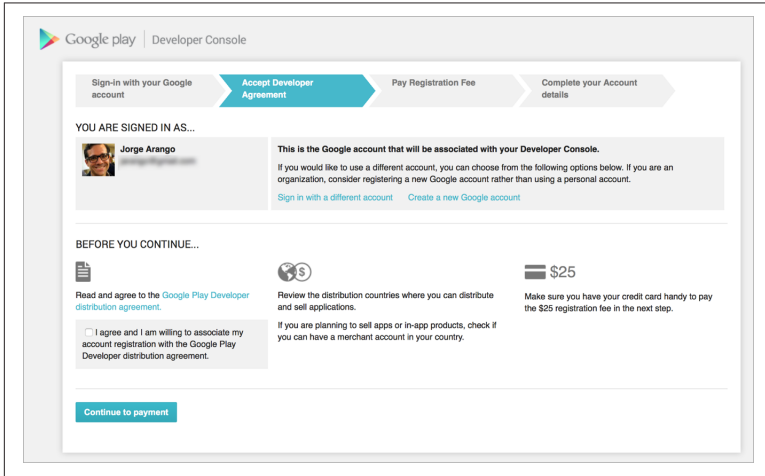 Google play | Developer Console
Sign-in with your Google
account
Accept Developer
Agreement
Pay Registration Fee
Complete your Account
details
YOU ARE SIGNED IN AS...
Jorge Arango
This is the Google account that will be associated with your Developer Console.
If you would like to use a different account, you can choose from the following options below. If you are an
organization, consider registering a new Google account rather than using a personal account.
Sign in with a different account Create a new Google account
BEFORE YOU CONTINUE...
Read and agree to the Google Play Developer
distribution agreement.
I agree and I am willing to associate my
account registration with the Google Play
Developer distribution agreement.
$
Review the distribution countries where you can distribute
and sell applications.
If you are planning to sell apps or in-app products, check if
you can have a merchant account in your country.
$25
Make sure you have your credit card handy to pay
the $25 registration fee in the next step.
Continue to payment